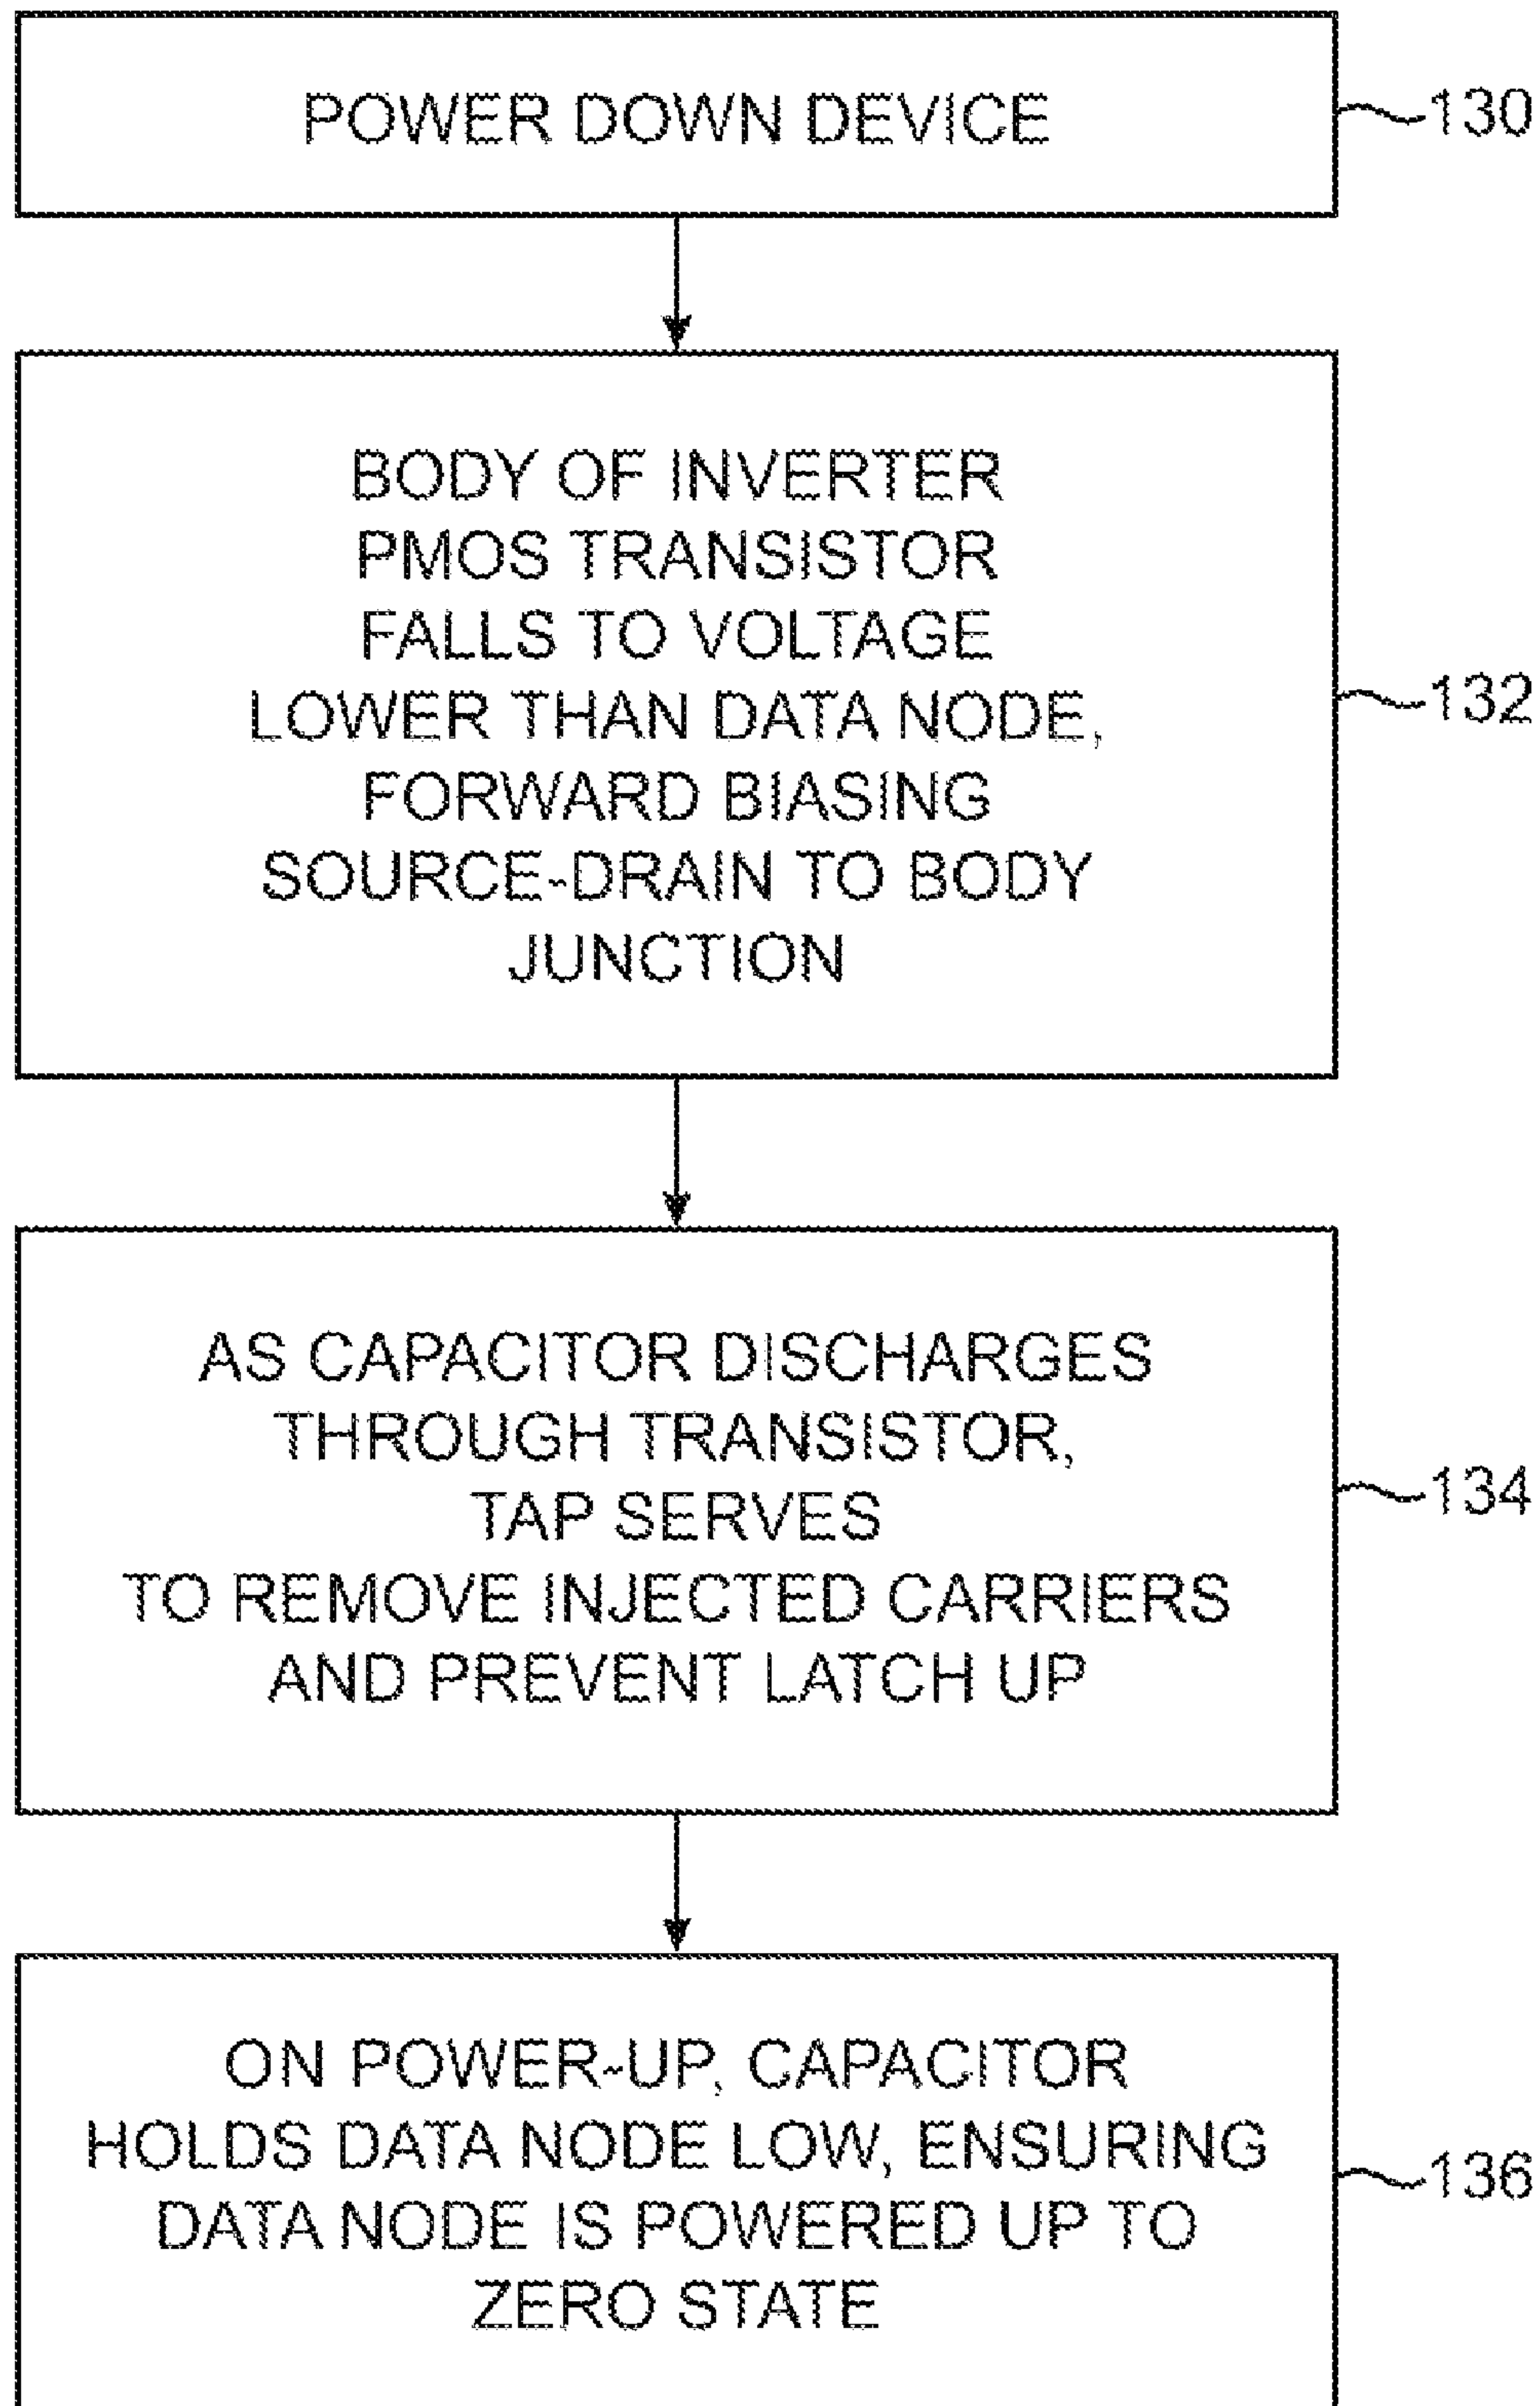 POWER DOWN DEVICE
130
BODY OF INVERTER
PMOS TRANSISTOR
FALLS TO VOLTAGE
LOWER THAN DATA NODE,
FORWARD BIASING
SOURCE-DRAIN TO BODY
JUNCTION
132
AS CAPACITOR DISCHARGES
THROUGH TRANSISTOR,
TAP SERVES
TO REMOVE INJECTED CARRIERS
AND PREVENT LATCH UP
134
ON POWER-UP, CAPACITOR
HOLDS DATA NODE LOW, ENSURING
DATA NODE IS POWERED UP TO
ZERO STATE
136